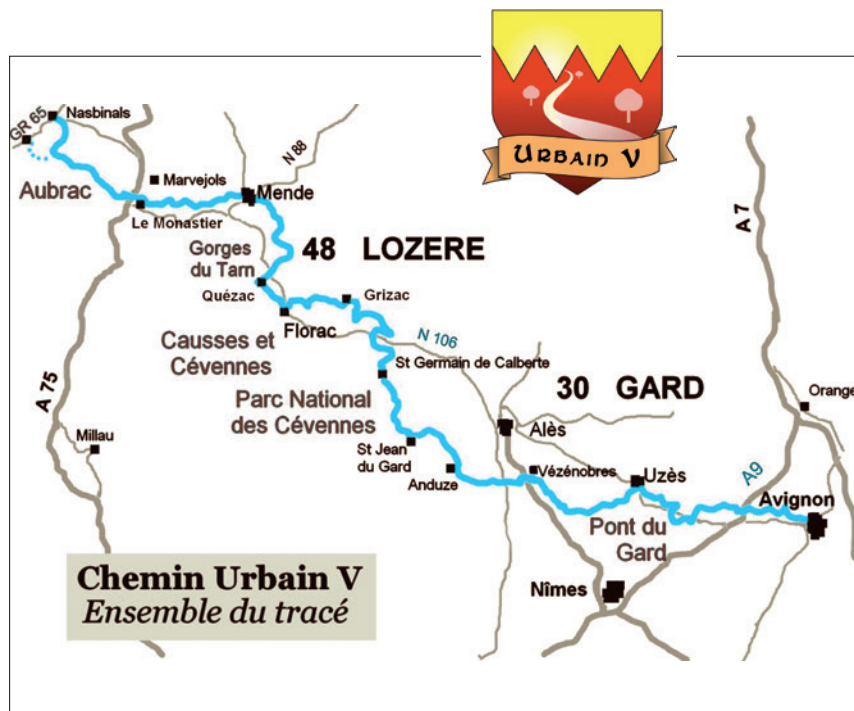 URBAIN V
GR 65
Nasbinals
N 88
Aubrac
Marvejols
Mende
Le Monastier
A 7
Gorges
du Tarn
48 LOZERE
Quézac
Grizac
Florac
N 106
Causses et
Cévennes
St Germain de Calberte
A 75
Parc National
des Cévennes
30 GARD
Orange
Millau
Alès
St Jean
du Gard
Anduze
Vézénobres
Uzès
A9
Avignon
Pont du
Gard
Nîmes
Chemin Urbain V
Ensemble du tracé